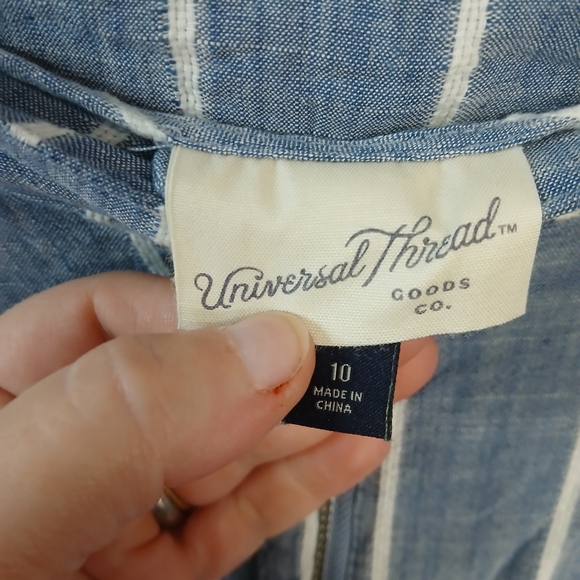 Universal Thread™
GOODS
CO.
10
MADE IN
CHINA